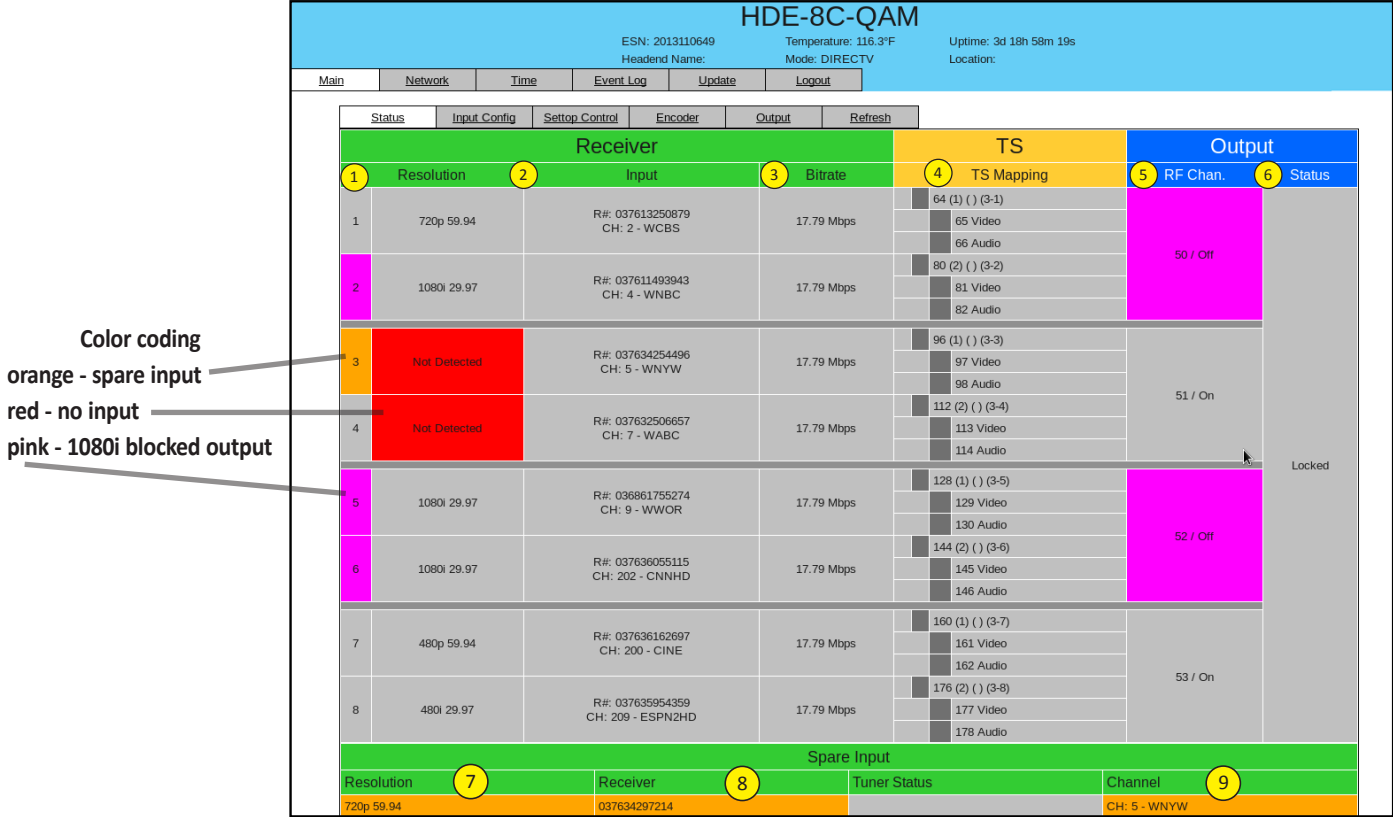 HDE-8C-QAM
ESN: 2013110649 Temperature: 116.3°F Uptime: 3d 18h 58m 19s
Headend Name: Mode: DIRECTV Location:
Main Network Time Event Log Update Logout
Status Input Config Settop Control Encoder Output Refresh
Receiver TS Output
1 Resolution 2 Input 3 Bitrate 4 TS Mapping 5 RF Chan. 6 Status
1 720p 59.94 R#: 037613250879 CH: 2 - WCBS 17.79 Mbps
64 (1) ( ) (3-1)
65 Video
66 Audio
50 / Off
2 1080i 29.97 R#: 037611493943 CH: 4 - WNBC 17.79 Mbps
80 (2) ( ) (3-2)
81 Video
82 Audio
Color coding
orange - spare input
red - no input
pink - 1080i blocked output
3 Not Detected R#: 037634254496 CH: 5 - WNYW 17.79 Mbps
96 (1) ( ) (3-3)
97 Video
98 Audio
51 / On
4 Not Detected R#: 037632506657 CH: 7 - WABC 17.79 Mbps
112 (2) ( ) (3-4)
113 Video
114 Audio
Locked
5 1080i 29.97 R#: 036861755274 CH: 9 - WWOR 17.79 Mbps
128 (1) ( ) (3-5)
129 Video
130 Audio
52 / Off
6 1080i 29.97 R#: 037636055115 CH: 202 - CNNHD 17.79 Mbps
144 (2) ( ) (3-6)
145 Video
146 Audio
7 480p 59.94 R#: 037636162697 CH: 200 - CINE 17.79 Mbps
160 (1) ( ) (3-7)
161 Video
162 Audio
53 / On
8 480i 29.97 R#: 037635954359 CH: 209 - ESPN2HD 17.79 Mbps
176 (2) ( ) (3-8)
177 Video
178 Audio
Spare Input
Resolution 7 Receiver 8 Tuner Status Channel 9
720p 59.94 037634297214 CH: 5 - WNYW